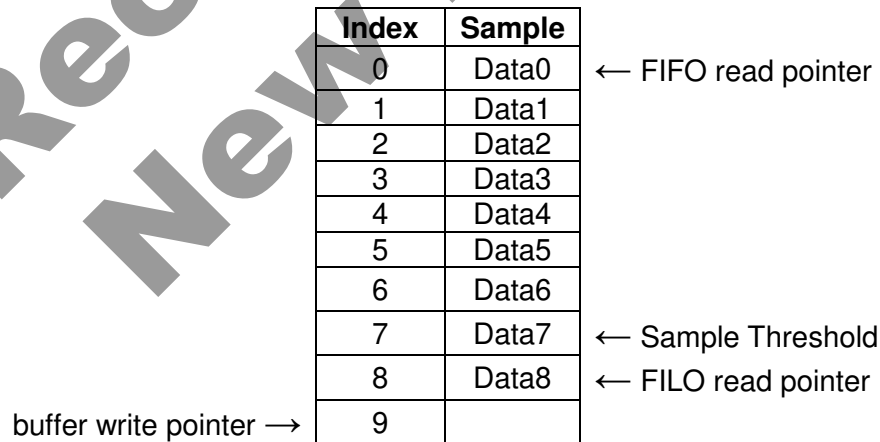 Index Sample
0 Data0 ← FIFO read pointer
1 Data1
2 Data2
3 Data3
4 Data4
5 Data5
6 Data6
7 Data7 ← Sample Threshold
8 Data8 ← FILO read pointer
buffer write pointer → 9
New